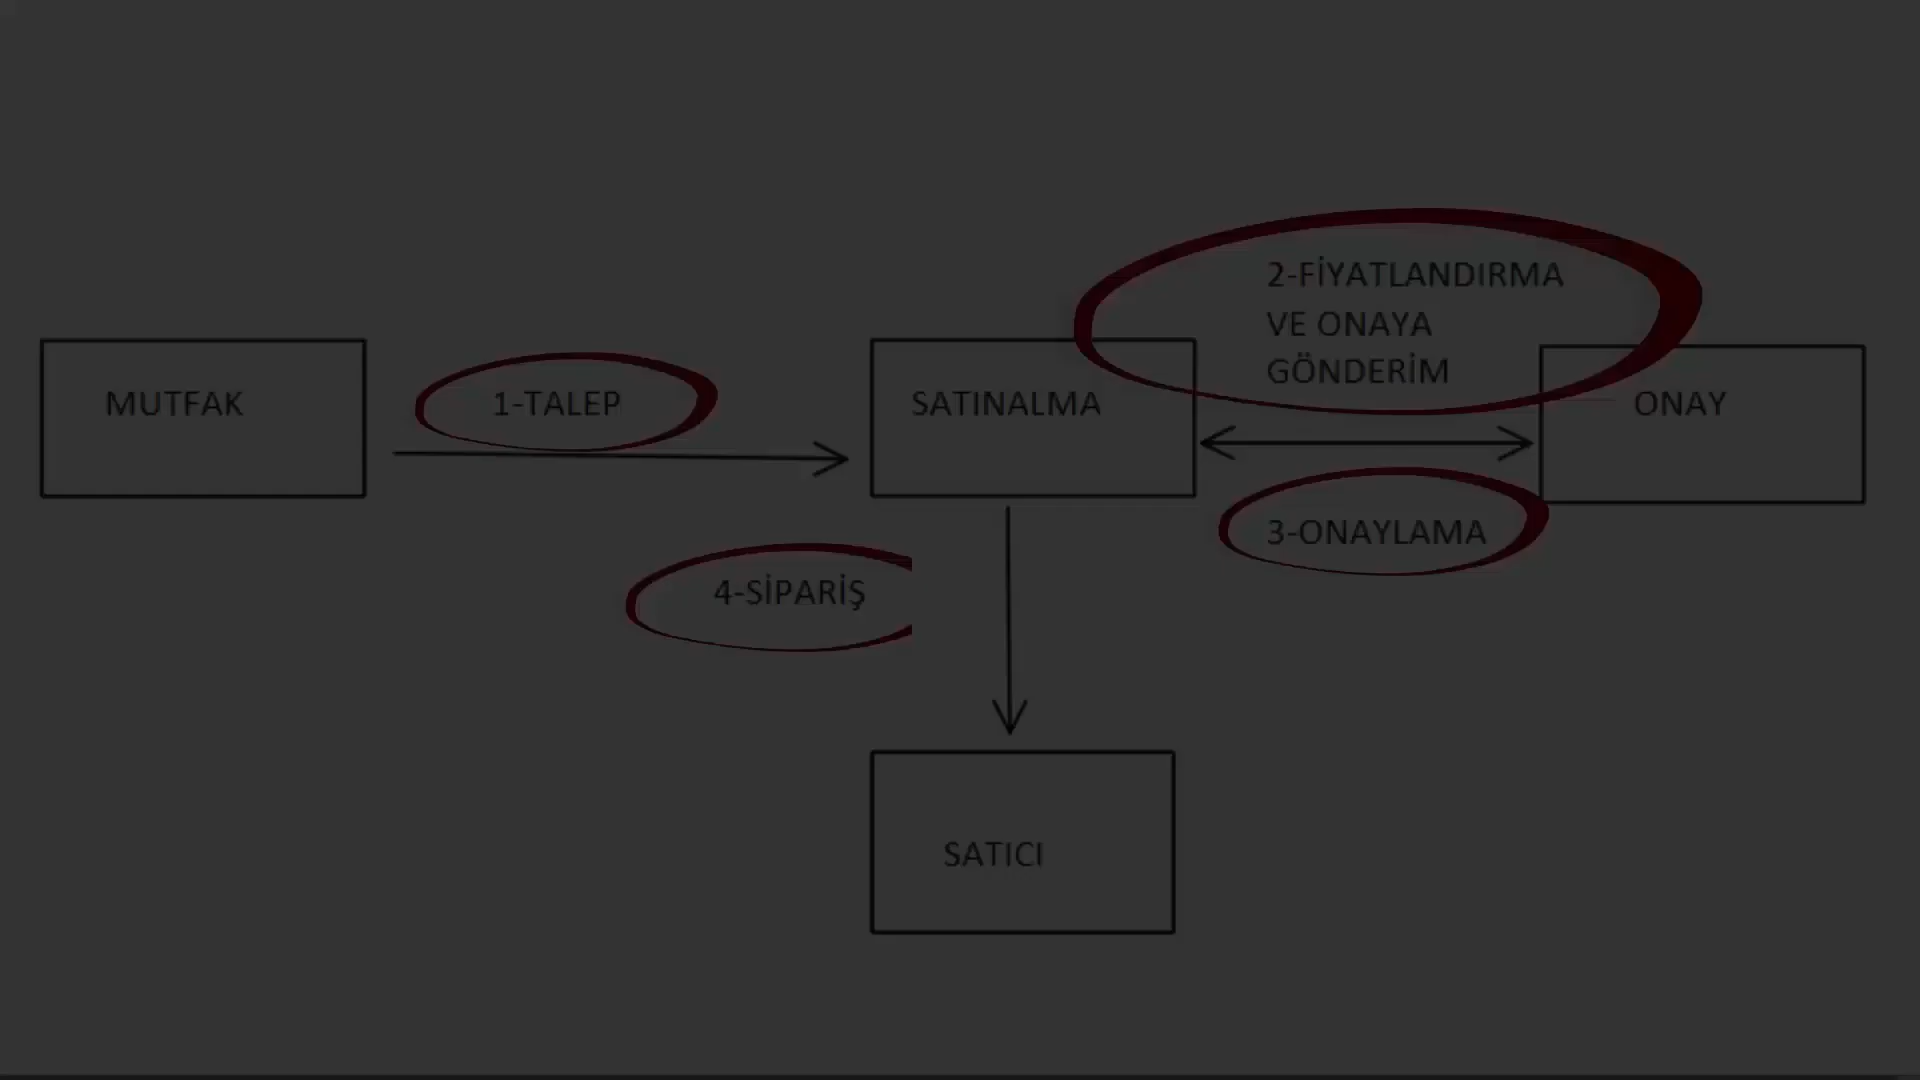 2-FİYATLANDIRMA
VE ONAYA
GÖNDERİM
MUTFAK
1-TALEP
SATINALMA
ONAY
3-ONAYLAMA
4-SİPARİŞ
SATICI